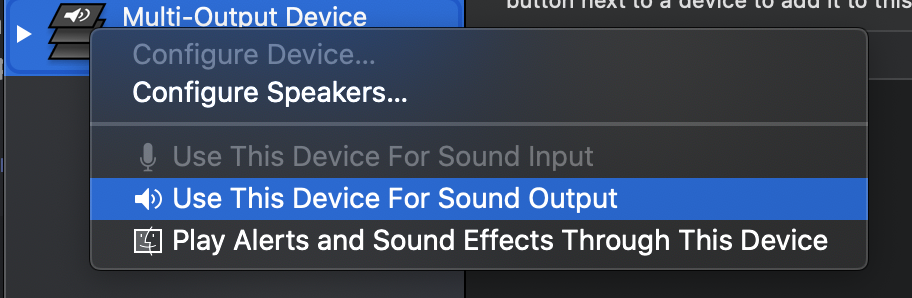 Multi-Output Device
button next to a device to add it to this
Configure Device...
Configure Speakers...
Use This Device For Sound Input
Use This Device For Sound Output
Play Alerts and Sound Effects Through This Device